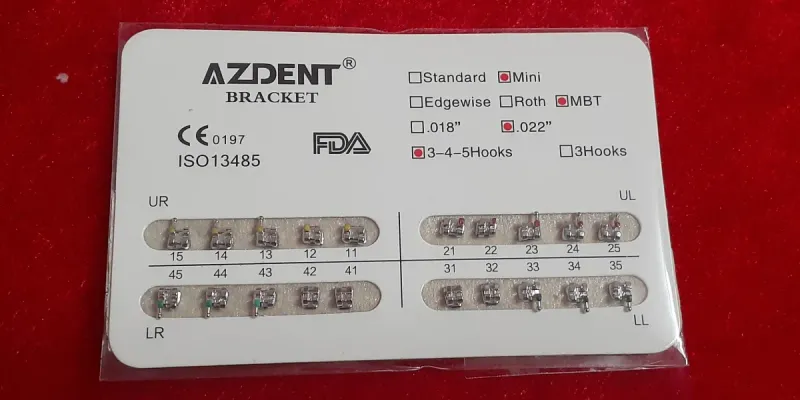 AZDENT®
BRACKET
CE 0197
ISO13485
FDA
Standard Mini
Edgewise Roth MBT
.018” .022”
3-4-5Hooks 3Hooks
UR UL
15 14 13 12 11 21 22 23 24 25
45 44 43 42 41 31 32 33 34 35
LR LL